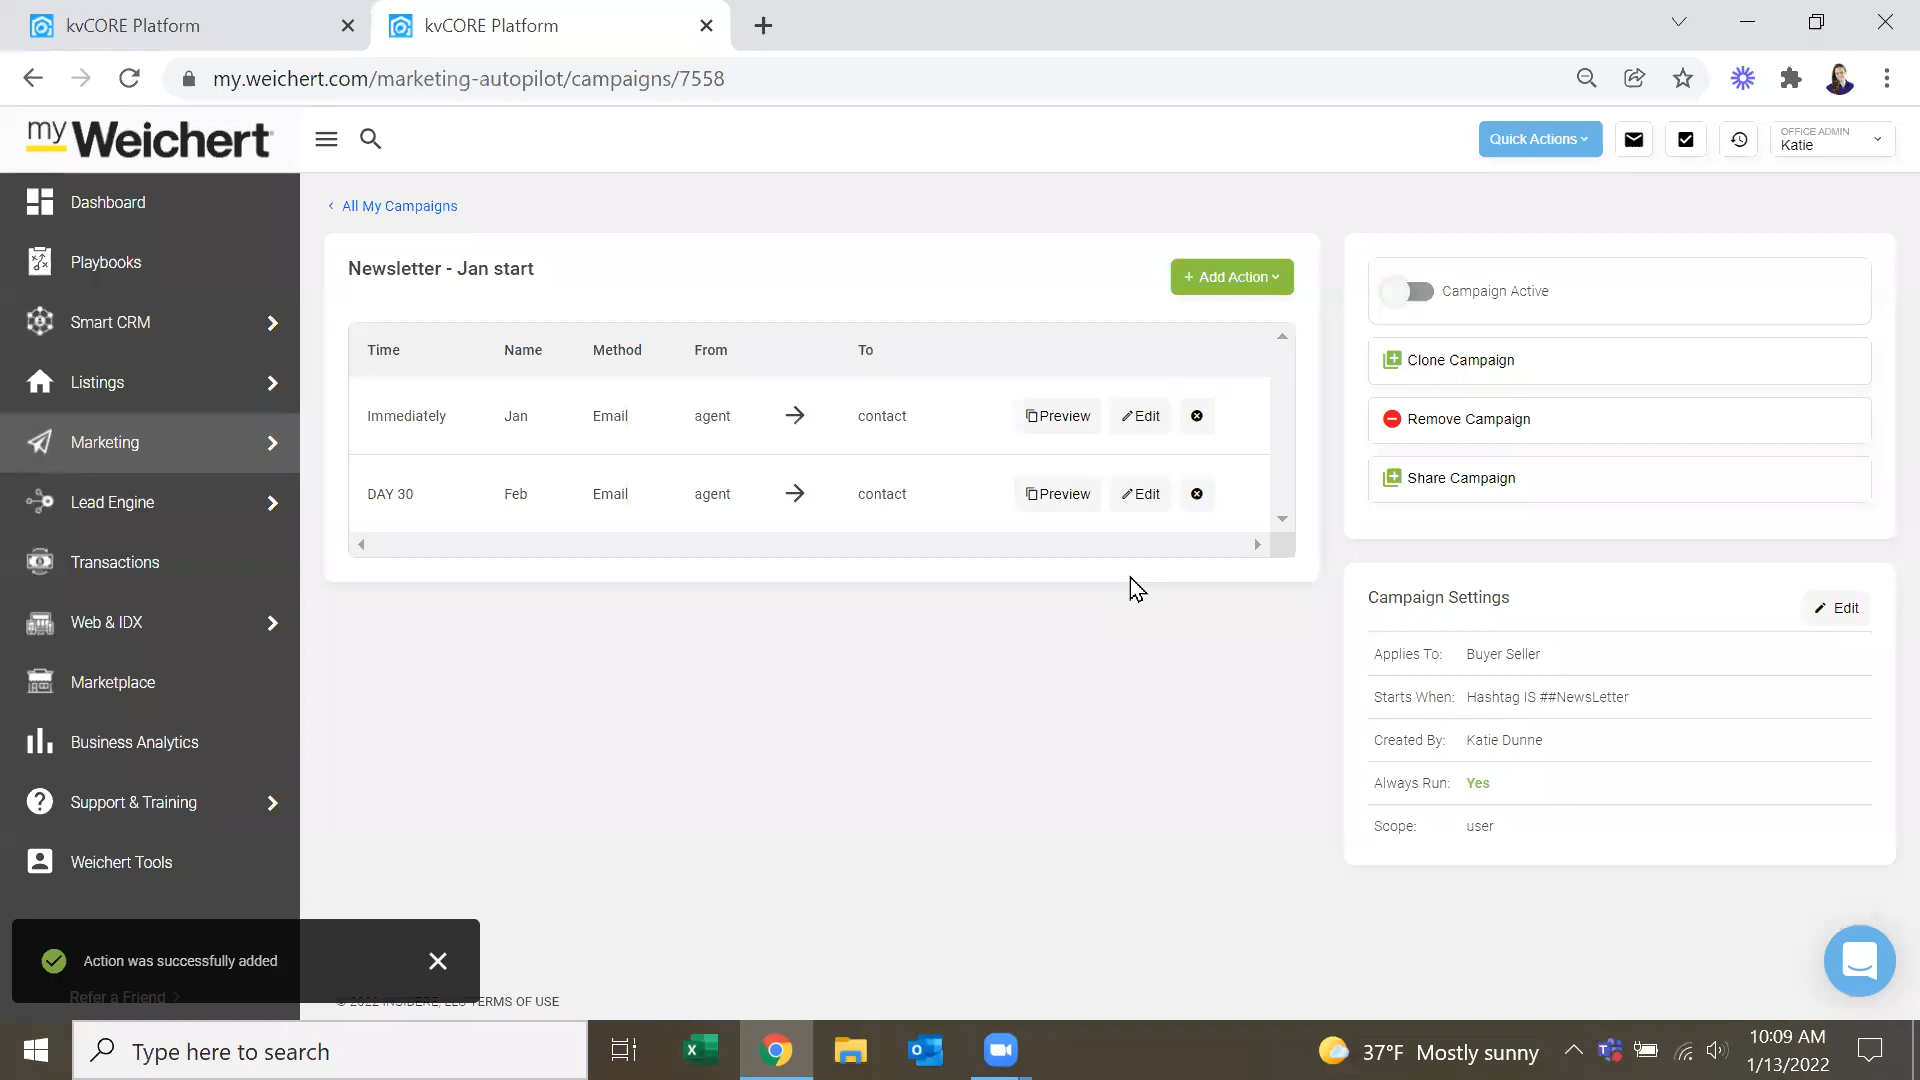 kvCORE Platform
kvCORE Platform
my.weichert.com/marketing-autopilot/campaigns/7558
my Weichert
Quick Actions
OFFICE ADMIN
Katie
Dashboard
Playbooks
Smart CRM
Listings
Marketing
Lead Engine
Transactions
Web & IDX
Marketplace
Business Analytics
Support & Training
Weichert Tools
Refer a Friend
Action was successfully added
All My Campaigns
Newsletter - Jan start
+ Add Action
Time Name Method From To
Immediately Jan Email agent contact Preview Edit
DAY 30 Feb Email agent contact Preview Edit
Campaign Active
Clone Campaign
Remove Campaign
Share Campaign
Campaign Settings
Edit
Applies To: Buyer Seller
Starts When: Hashtag IS ##NewsLetter
Created By: Katie Dunne
Always Run: Yes
Scope: user
© 2022 INSIDERE, LLC TERMS OF USE
Type here to search
37°F Mostly sunny
10:09 AM
1/13/2022